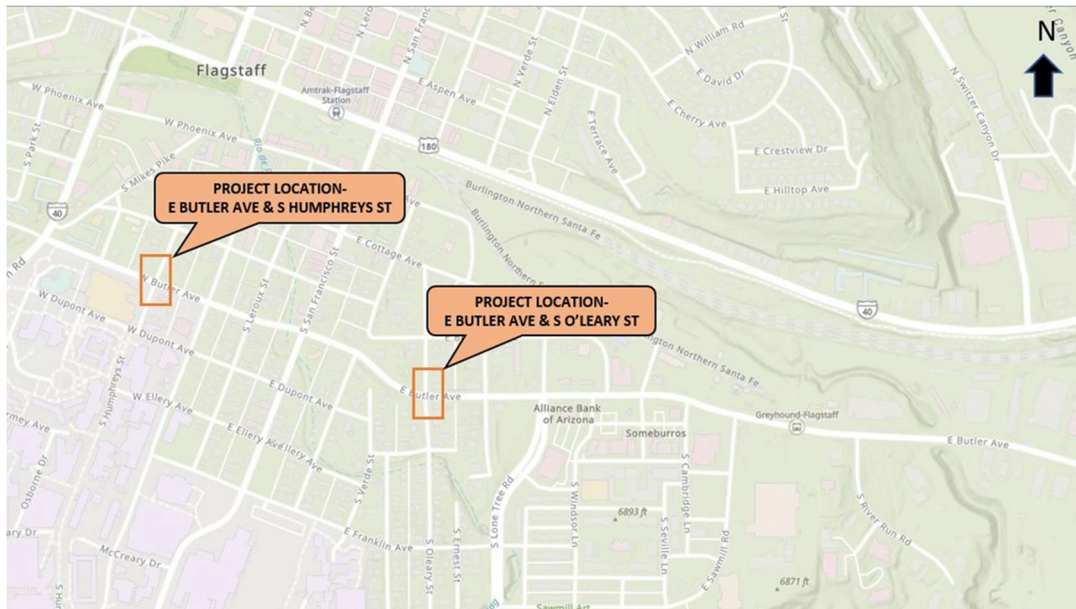 N
Flagstaff
Amtrak-Flagstaff
Station
W Phoenix Ave
W Phoenix Ave
S Park St
S Mikes Pike
E Aspen Ave
N Verde St
N Elden St
N William Rd
E David Dr
E Cherry Ave
E Terrace Ave
E Crestview Dr
E Hilltop Ave
N Switzer Canyon Dr
180
40
PROJECT LOCATION-
E BUTLER AVE & S HUMPHREYS ST
Burlington Northern Santa Fe
E Cottage Ave
W Butler Ave
W Dupont Ave
W Dupont Ave
S Leroux St
S San Francisco St
PROJECT LOCATION-
E BUTLER AVE & S O'LEARY ST
40
E Dupont Ave
E Butler Ave
Alliance Bank
of Arizona
Greyhound-Flagstaff
Someburros
E Butler Ave
S Humphreys St
W Ellery Ave
E Ellery Ave
S Verde St
S Lone Tree Rd
S Windsor Ln
S Cambridge Ln
S Seville Ln
6893 ft
E Sawmill Rd
S River Run Rd
Osborne Dr
McCreary Dr
E Franklin Ave
S Oleary St
S Ernest St
6871 ft